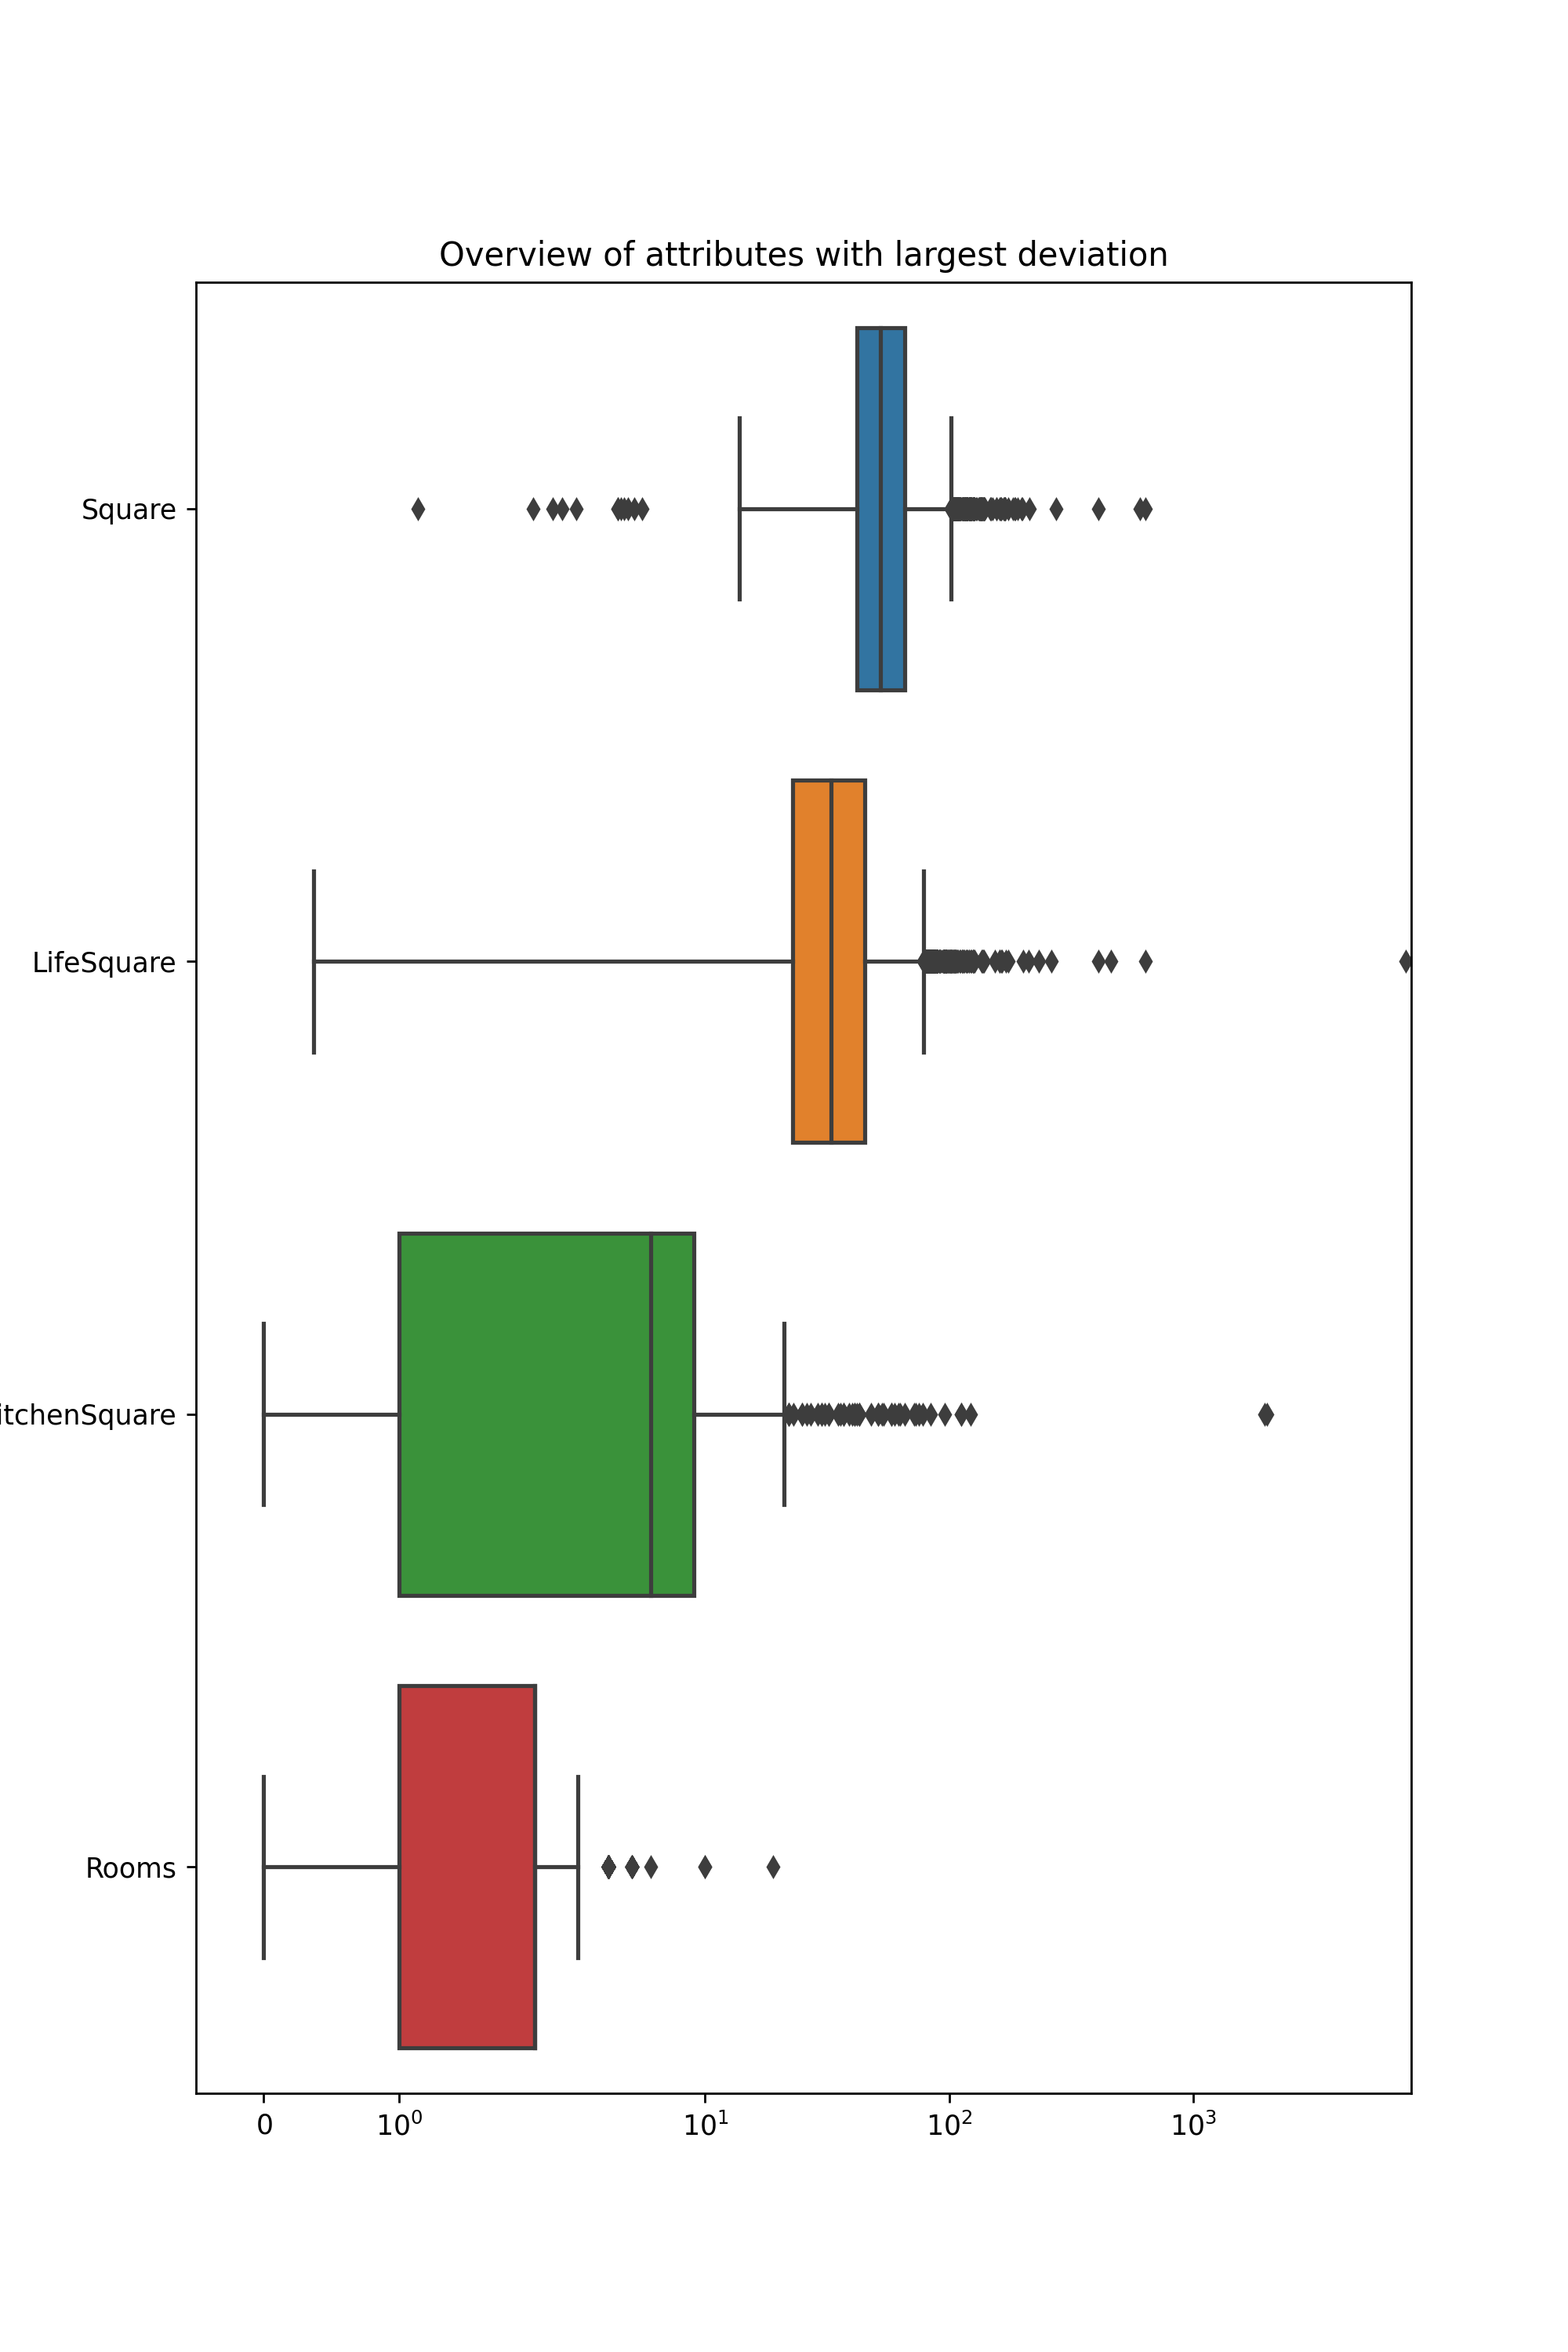 Overview of attributes with largest deviation
Square
LifeSquare
itchenSquare
Rooms
0 10⁰ 10¹ 10² 10³